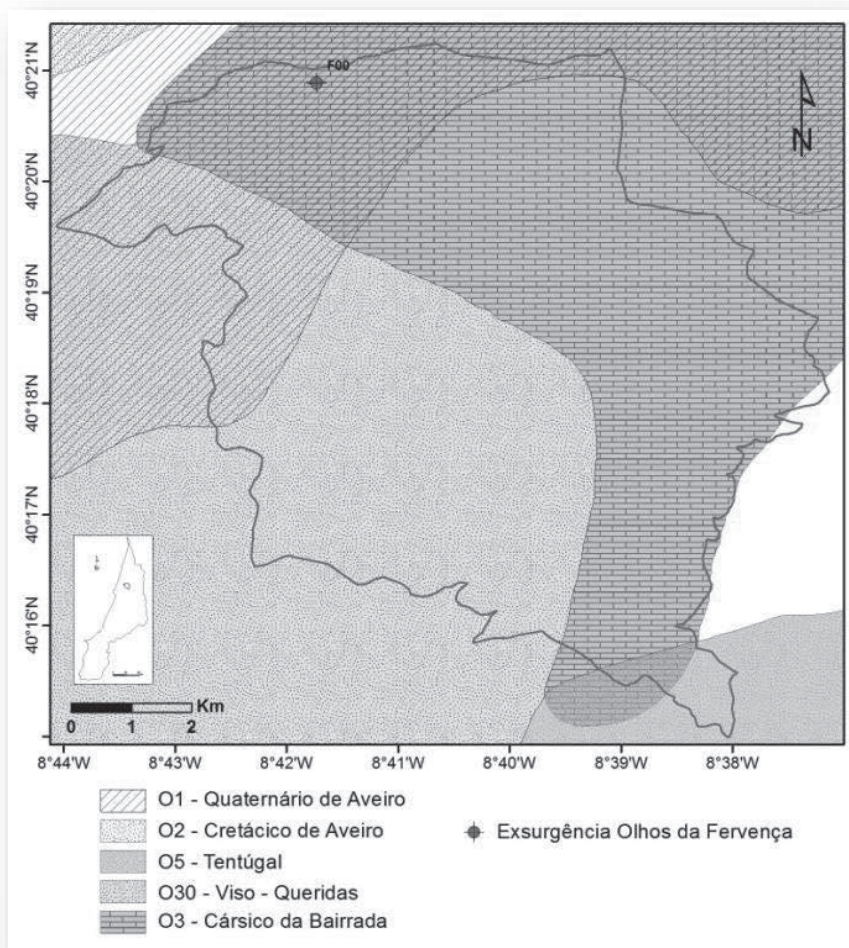 F00
N
40°21'N
40°20'N
40°19'N
40°18'N
40°17'N
40°16'N
Km
0 1 2
8°44'W 8°43'W 8°42'W 8°41'W 8°40'W 8°39'W 8°38'W
O1 - Quaternário de Aveiro
O2 - Cretácico de Aveiro
Exsurgência Olhos da Fervença
O5 - Tentúgal
O30 - Viso - Queridas
O3 - Cársico da Bairrada